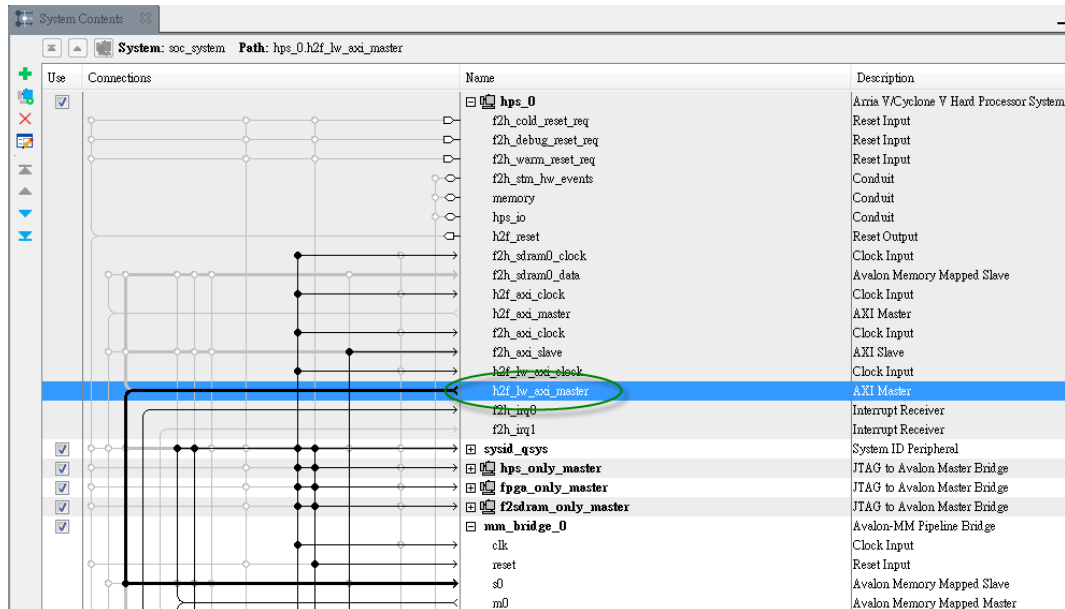 System Contents
System: soc_system Path: hps_0.h2f_lw_axi_master
Use Connections Name Description
hps_0 Arria V/Cyclone V Hard Processor System
f2h_cold_reset_req Reset Input
f2h_debug_reset_req Reset Input
f2h_warm_reset_req Reset Input
f2h_stm_hw_events Conduit
memory Conduit
hps_io Conduit
h2f_reset Reset Output
f2h_sdram0_clock Clock Input
f2h_sdram0_data Avalon Memory Mapped Slave
h2f_axi_clock Clock Input
h2f_axi_master AXI Master
f2h_axi_clock Clock Input
f2h_axi_slave AXI Slave
h2f_lw_axi_clock Clock Input
h2f_lw_axi_master AXI Master
f2h_irq0 Interrupt Receiver
f2h_irq1 Interrupt Receiver
sysid_qsys System ID Peripheral
hps_only_master JTAG to Avalon Master Bridge
fpga_only_master JTAG to Avalon Master Bridge
f2sdram_only_master JTAG to Avalon Master Bridge
mm_bridge_0 Avalon-MM Pipeline Bridge
clk Clock Input
reset Reset Input
s0 Avalon Memory Mapped Slave
m0 Avalon Memory Mapped Master